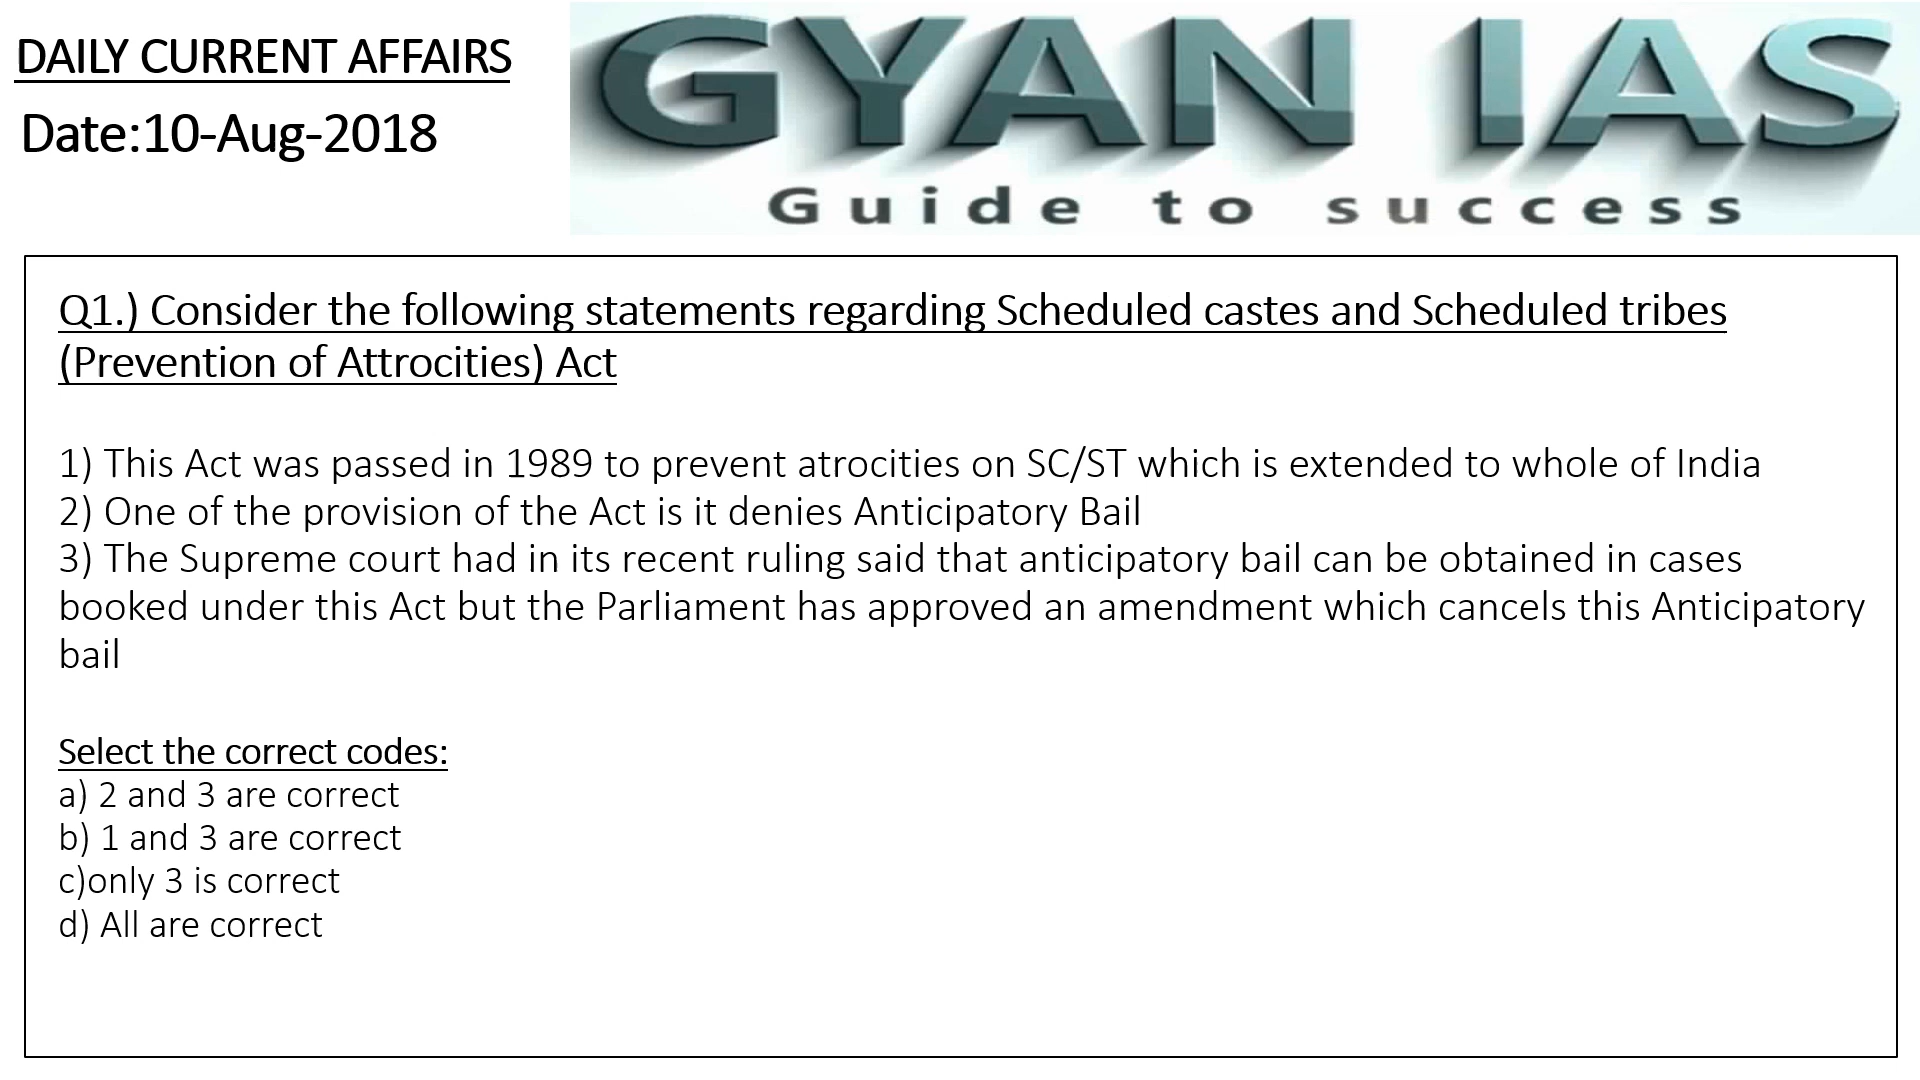 DAILY CURRENT AFFAIRS
Date:10-Aug-2018
GYAN IAS
Guide to success
Q1.) Consider the following statements regarding Scheduled castes and Scheduled tribes
(Prevention of Attrocities) Act
1) This Act was passed in 1989 to prevent atrocities on SC/ST which is extended to whole of India
2) One of the provision of the Act is it denies Anticipatory Bail
3) The Supreme court had in its recent ruling said that anticipatory bail can be obtained in cases
booked under this Act but the Parliament has approved an amendment which cancels this Anticipatory
bail
Select the correct codes:
a) 2 and 3 are correct
b) 1 and 3 are correct
c)only 3 is correct
d) All are correct